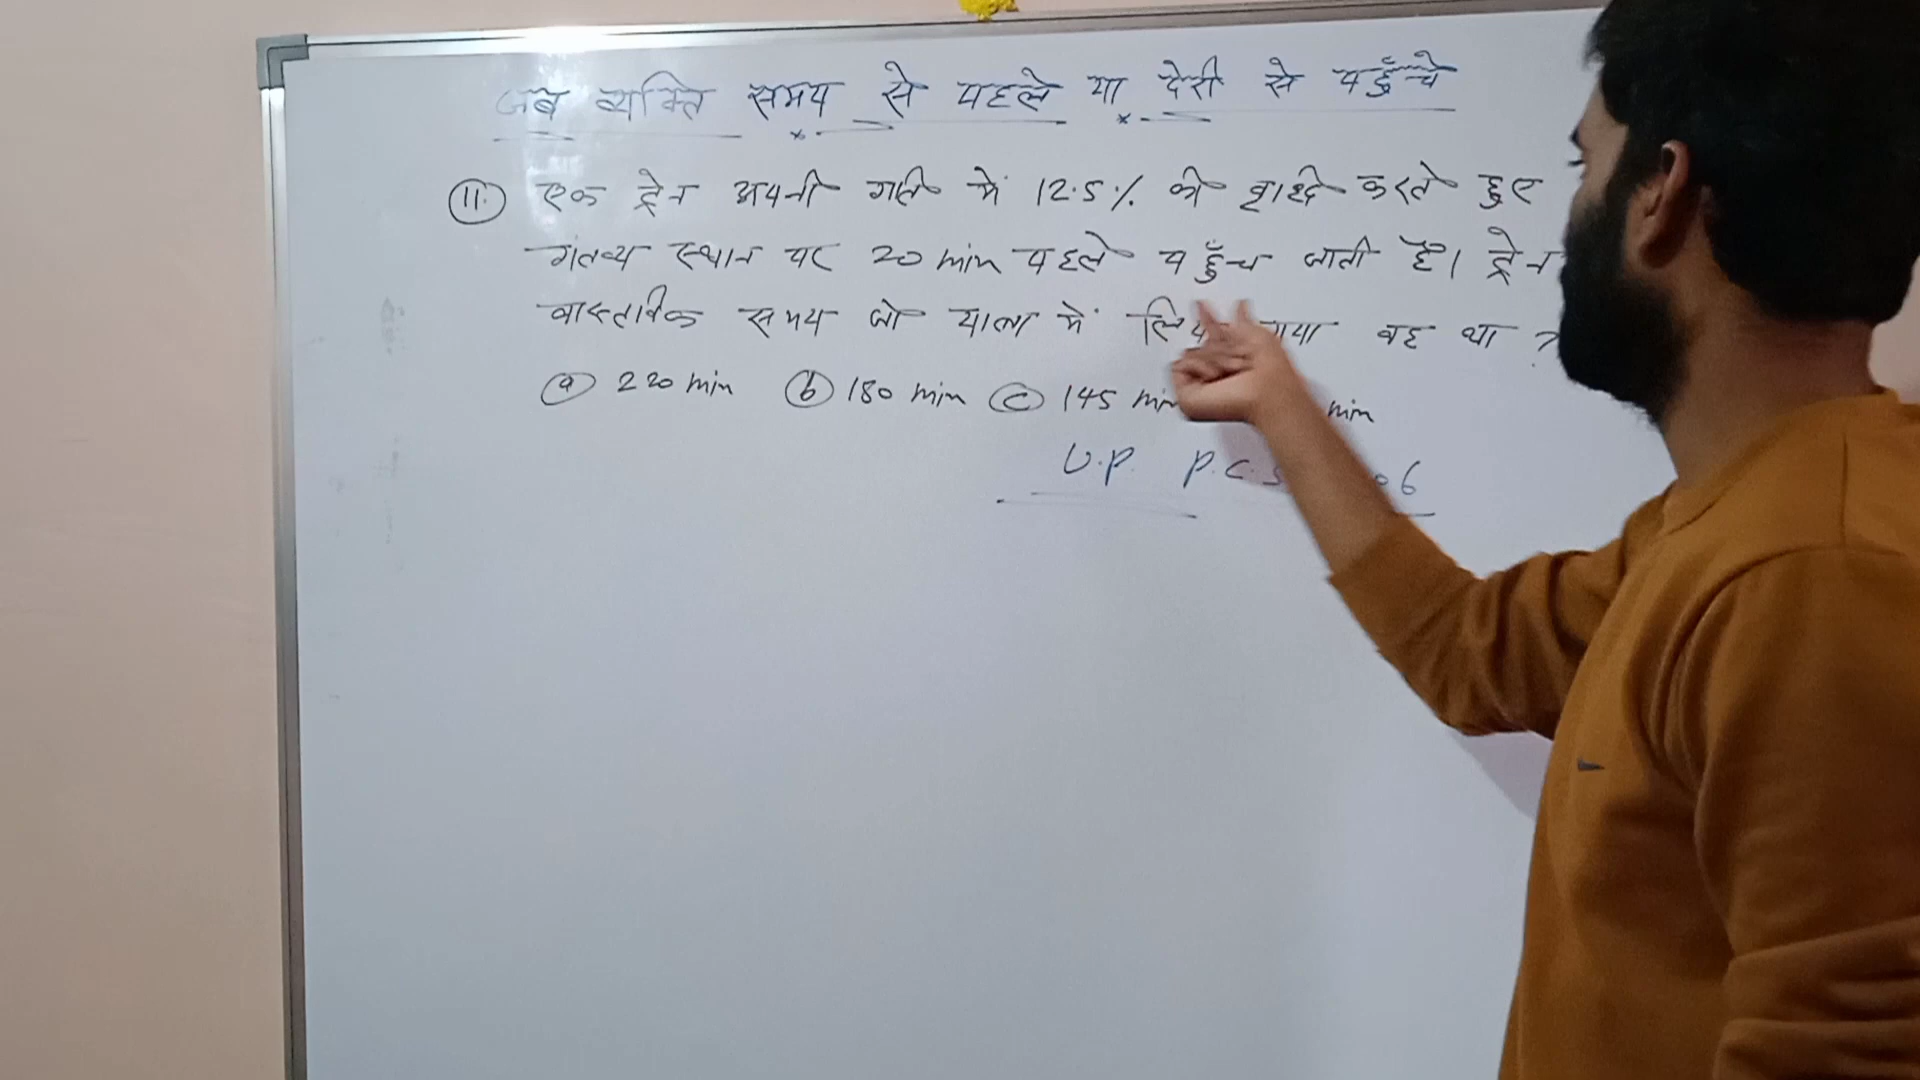 जब व्यक्ति समय से पहले या देरी से पहुँचे
11. एक ट्रेन अपनी गति में 12.5% की वृद्धि करते हुए
गंतव्य स्थान पर 20 min पहले पहुँच जाती है। ट्रेन
वास्तविक समय जो यात्रा में वह था ?
(a) 220 min (b) 180 min (c) 145 min min
U.P. P.C.S